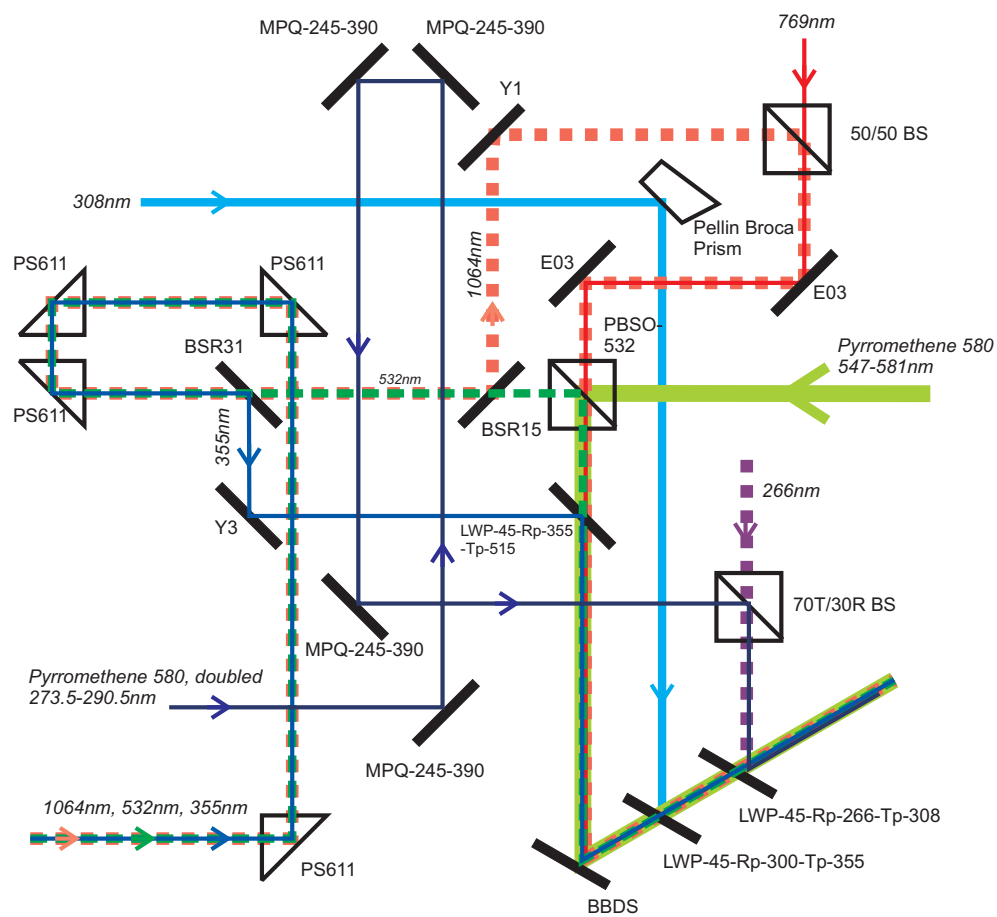 MPQ-245-390
MPQ-245-390
769nm
Y1
50/50 BS
308nm
Pellin Broca
Prism
1064nm
PS611
PS611
E03
E03
PBSO-
532
BSR31
532nm
Pyrromethene 580
547-581nm
PS611
BSR15
355nm
266nm
Y3
LWP-45-Rp-355
-Tp-515
70T/30R BS
MPQ-245-390
Pyrromethene 580, doubled
273.5-290.5nm
MPQ-245-390
1064nm, 532nm, 355nm
LWP-45-Rp-266-Tp-308
LWP-45-Rp-300-Tp-355
PS611
BBDS